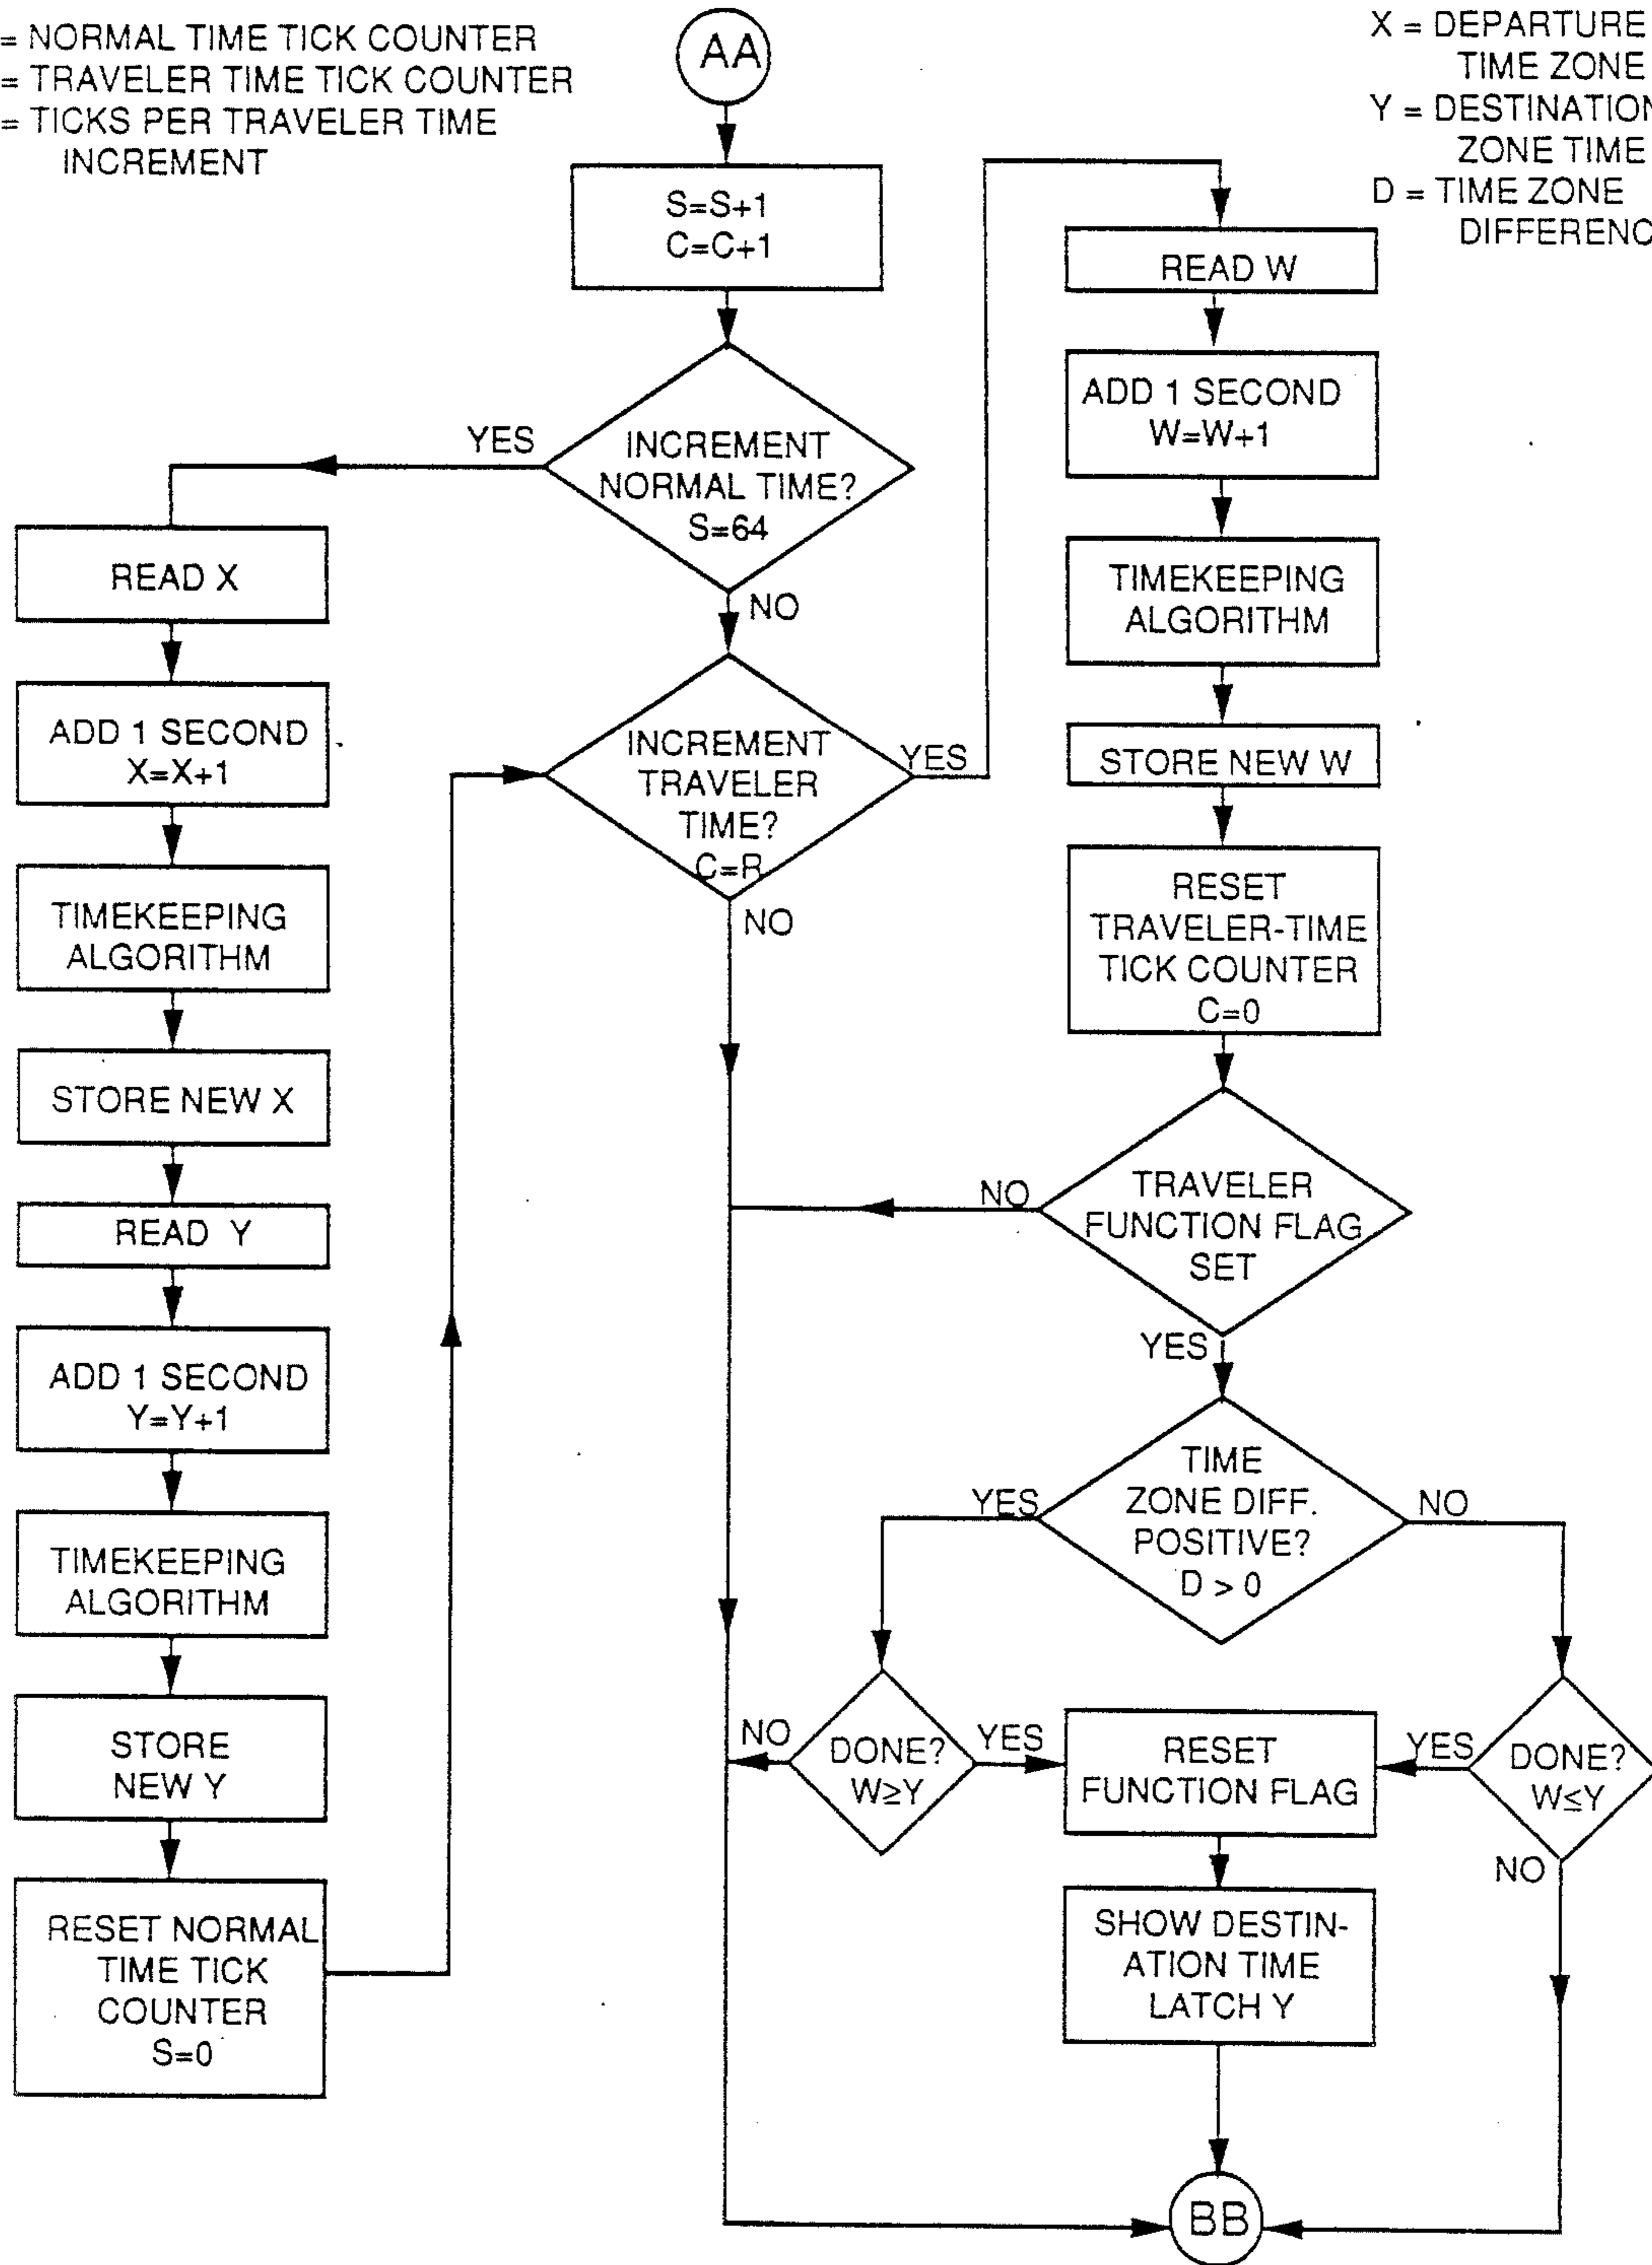 = NORMAL TIME TICK COUNTER
= TRAVELER TIME TICK COUNTER
= TICKS PER TRAVELER TIME
INCREMENT
AA
X = DEPARTURE
TIME ZONE
Y = DESTINATION
ZONE TIME
D = TIME ZONE
DIFFERENC
S=S+1
C=C+1
INCREMENT
NORMAL TIME?
S=64
YES
NO
READ X
ADD 1 SECOND
X=X+1
TIMEKEEPING
ALGORITHM
STORE NEW X
READ Y
ADD 1 SECOND
Y=Y+1
TIMEKEEPING
ALGORITHM
STORE
NEW Y
RESET NORMAL
TIME TICK
COUNTER
S=0
INCREMENT
TRAVELER
TIME?
C=R
YES
NO
READ W
ADD 1 SECOND
W=W+1
TIMEKEEPING
ALGORITHM
STORE NEW W
RESET
TRAVELER-TIME
TICK COUNTER
C=0
TRAVELER
FUNCTION FLAG
SET
NO
YES
TIME
ZONE DIFF.
POSITIVE?
D > 0
YES
NO
DONE?
W≥Y
NO
YES
RESET
FUNCTION FLAG
DONE?
W≤Y
YES
NO
SHOW DESTIN-
ATION TIME
LATCH Y
BB